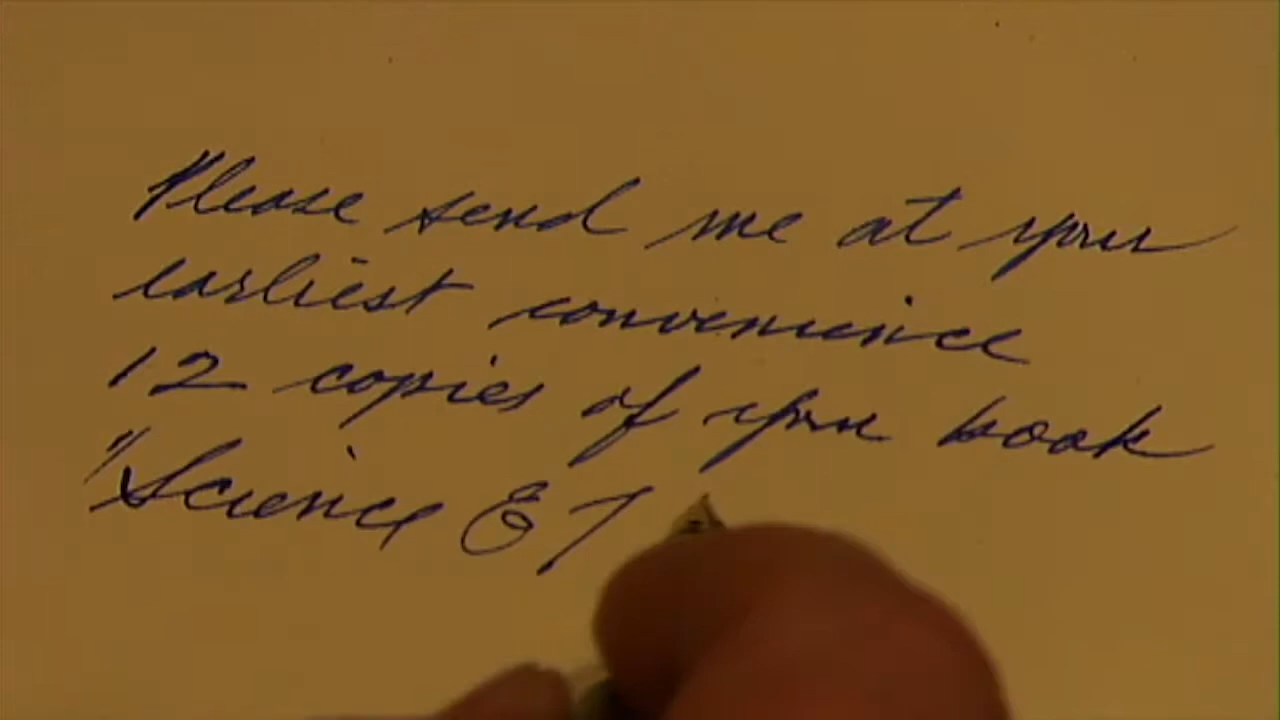 Please send me at your
earliest convenience
12 copies of your book
"Science & T